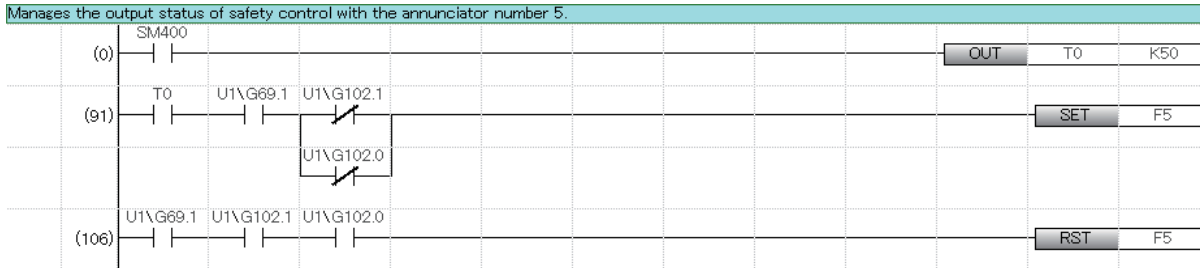 Manages the output status of safety control with the annunciator number 5.
SM400
(0) OUT T0 K50
T0 U1\G69.1 U1\G102.1
(91) SET F5
U1\G102.0
U1\G69.1 U1\G102.1 U1\G102.0
(106) RST F5